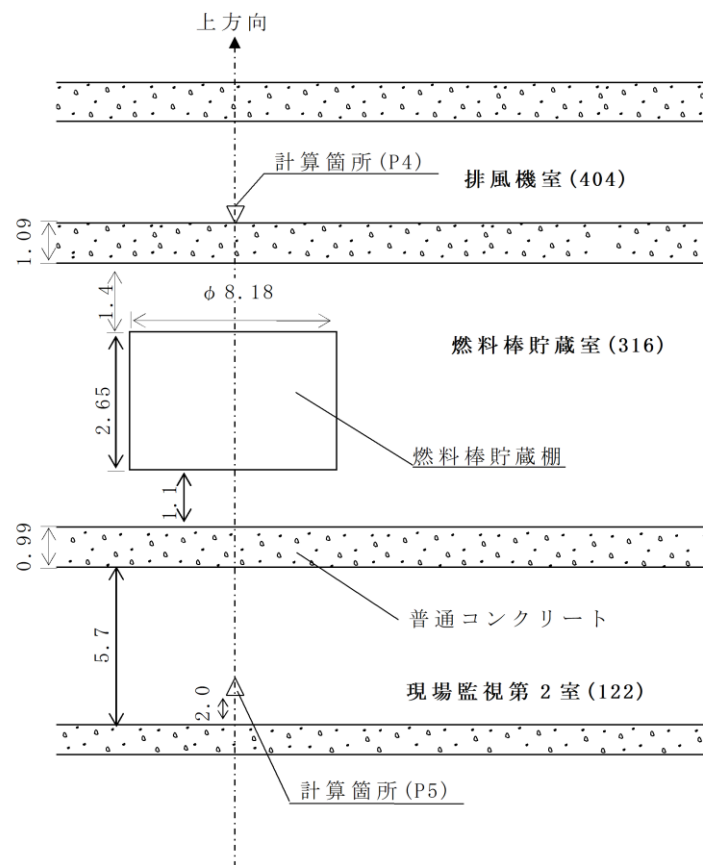 上方向
計算箇所(P4)
排風機室(404)
1.09
1.4
φ8.18
燃料棒貯蔵室(316)
2.65
燃料棒貯蔵棚
1.1
0.99
普通コンクリート
5.7
現場監視第2室(122)
2.0
計算箇所(P5)